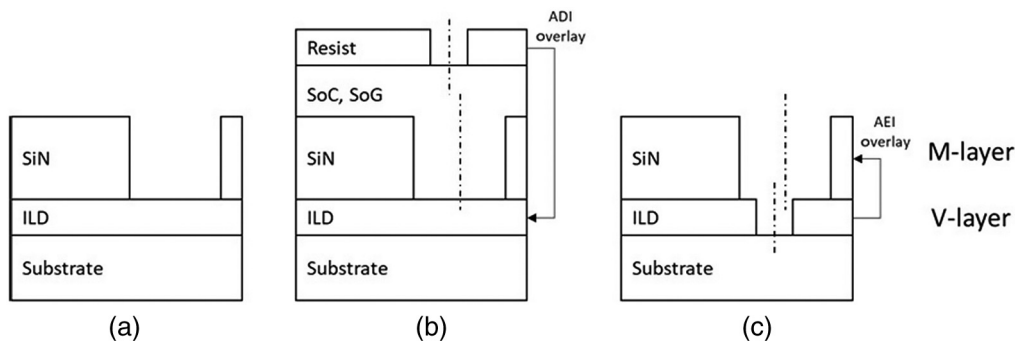 SiN
ILD
Substrate
(a)
Resist
SoC, SoG
SiN
ILD
Substrate
ADI
overlay
(b)
SiN
ILD
Substrate
AEI
overlay
M-layer
V-layer
(c)